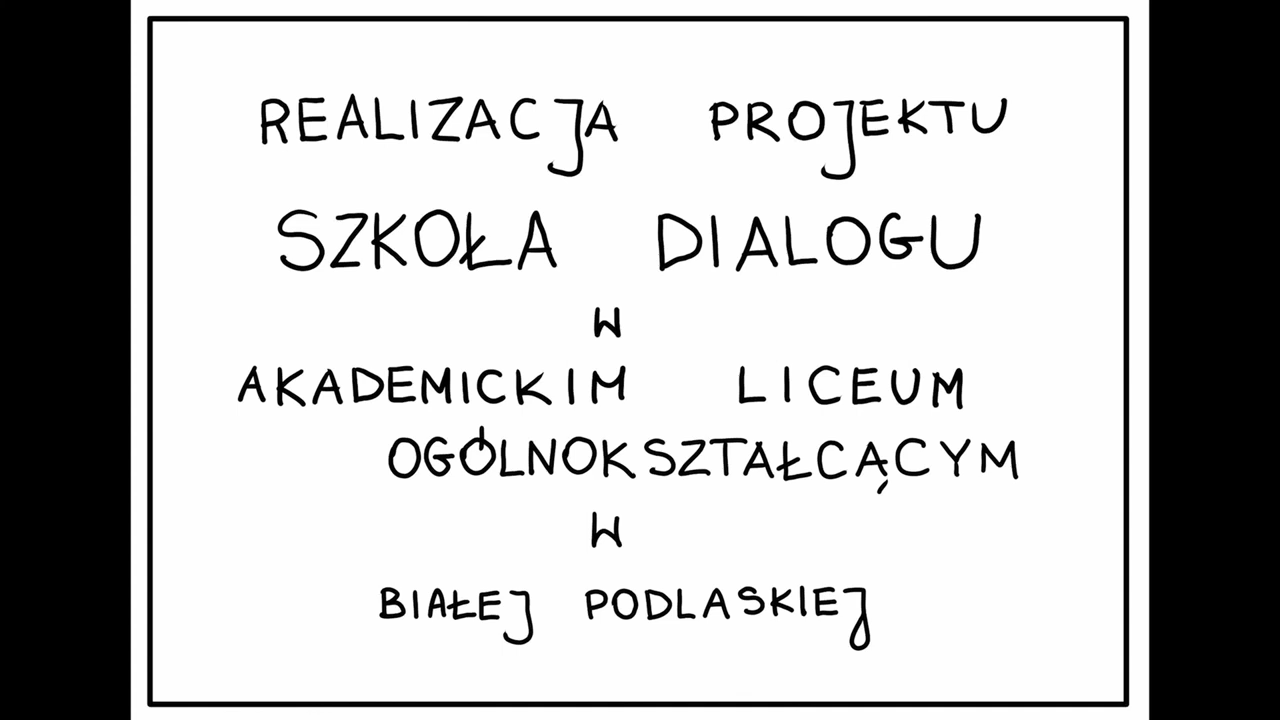 REALIZACJA PROJEKTU
SZKOŁA DIALOGU
W
AKADEMICKIM LICEUM
OGÓLNOKSZTAŁCĄCYM
W
BIAŁEJ PODLASKIEJ